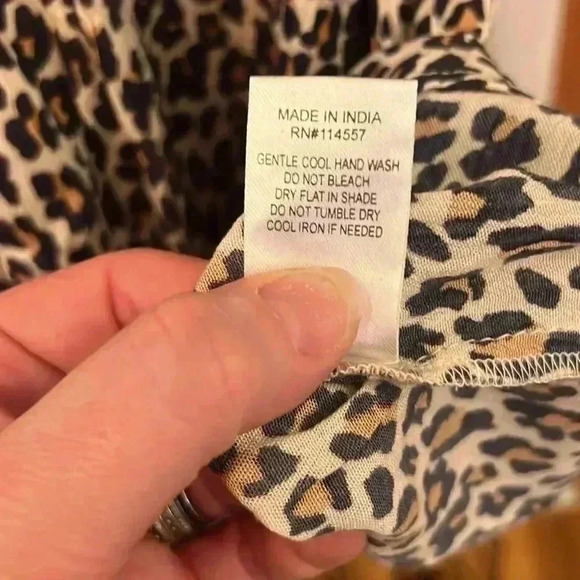 MADE IN INDIA
RN#114557
GENTLE COOL HAND WASH
DO NOT BLEACH
DRY FLAT IN SHADE
DO NOT TUMBLE DRY
COOL IRON IF NEEDED